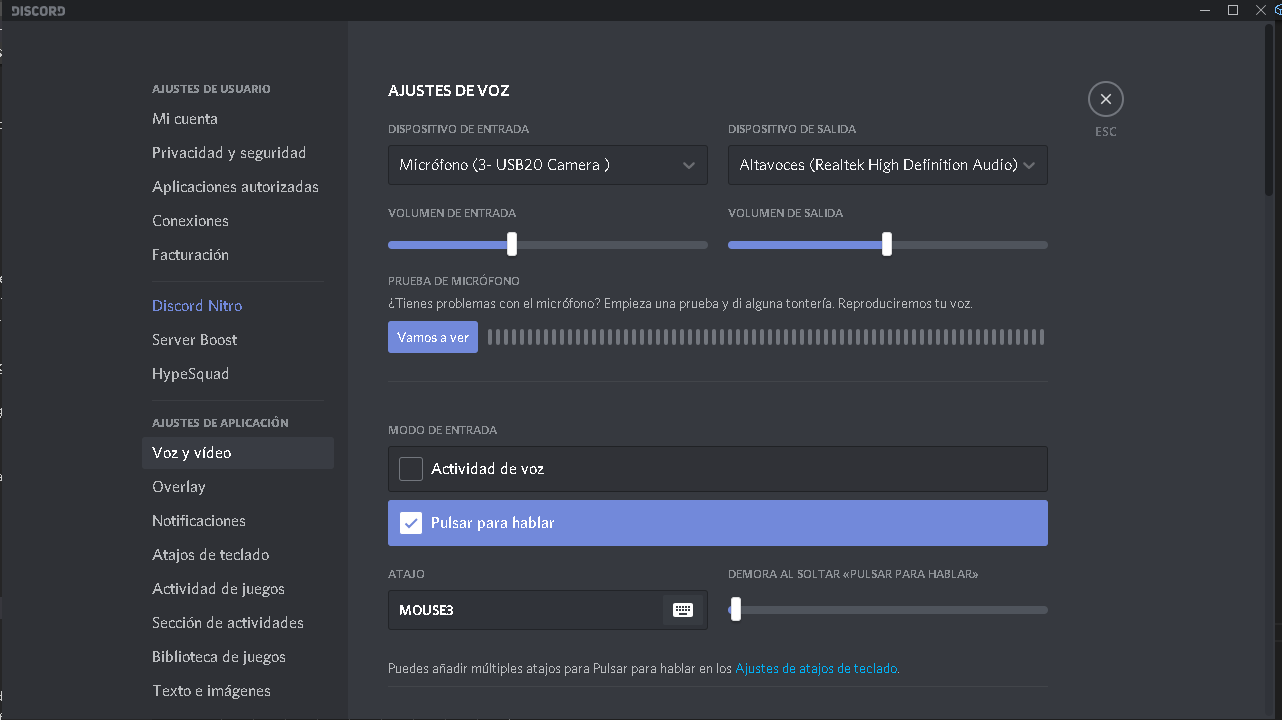 DISCORD
AJUSTES DE USUARIO
Mi cuenta
Privacidad y seguridad
Aplicaciones autorizadas
Conexiones
Facturación
Discord Nitro
Server Boost
HypeSquad
AJUSTES DE APLICACIÓN
Voz y vídeo
Overlay
Notificaciones
Atajos de teclado
Actividad de juegos
Sección de actividades
Biblioteca de juegos
Texto e imágenes
AJUSTES DE VOZ
ESC
DISPOSITIVO DE ENTRADA
DISPOSITIVO DE SALIDA
Micrófono (3- USB20 Camera )
Altavoces (Realtek High Definition Audio)
VOLUMEN DE ENTRADA
VOLUMEN DE SALIDA
PRUEBA DE MICRÓFONO
¿Tienes problemas con el micrófono? Empieza una prueba y di alguna tontería. Reproduciremos tu voz.
Vamos a ver
MODO DE ENTRADA
Actividad de voz
Pulsar para hablar
ATAJO
DEMORA AL SOLTAR «PULSAR PARA HABLAR»
MOUSE3
Puedes añadir múltiples atajos para Pulsar para hablar en los Ajustes de atajos de teclado.